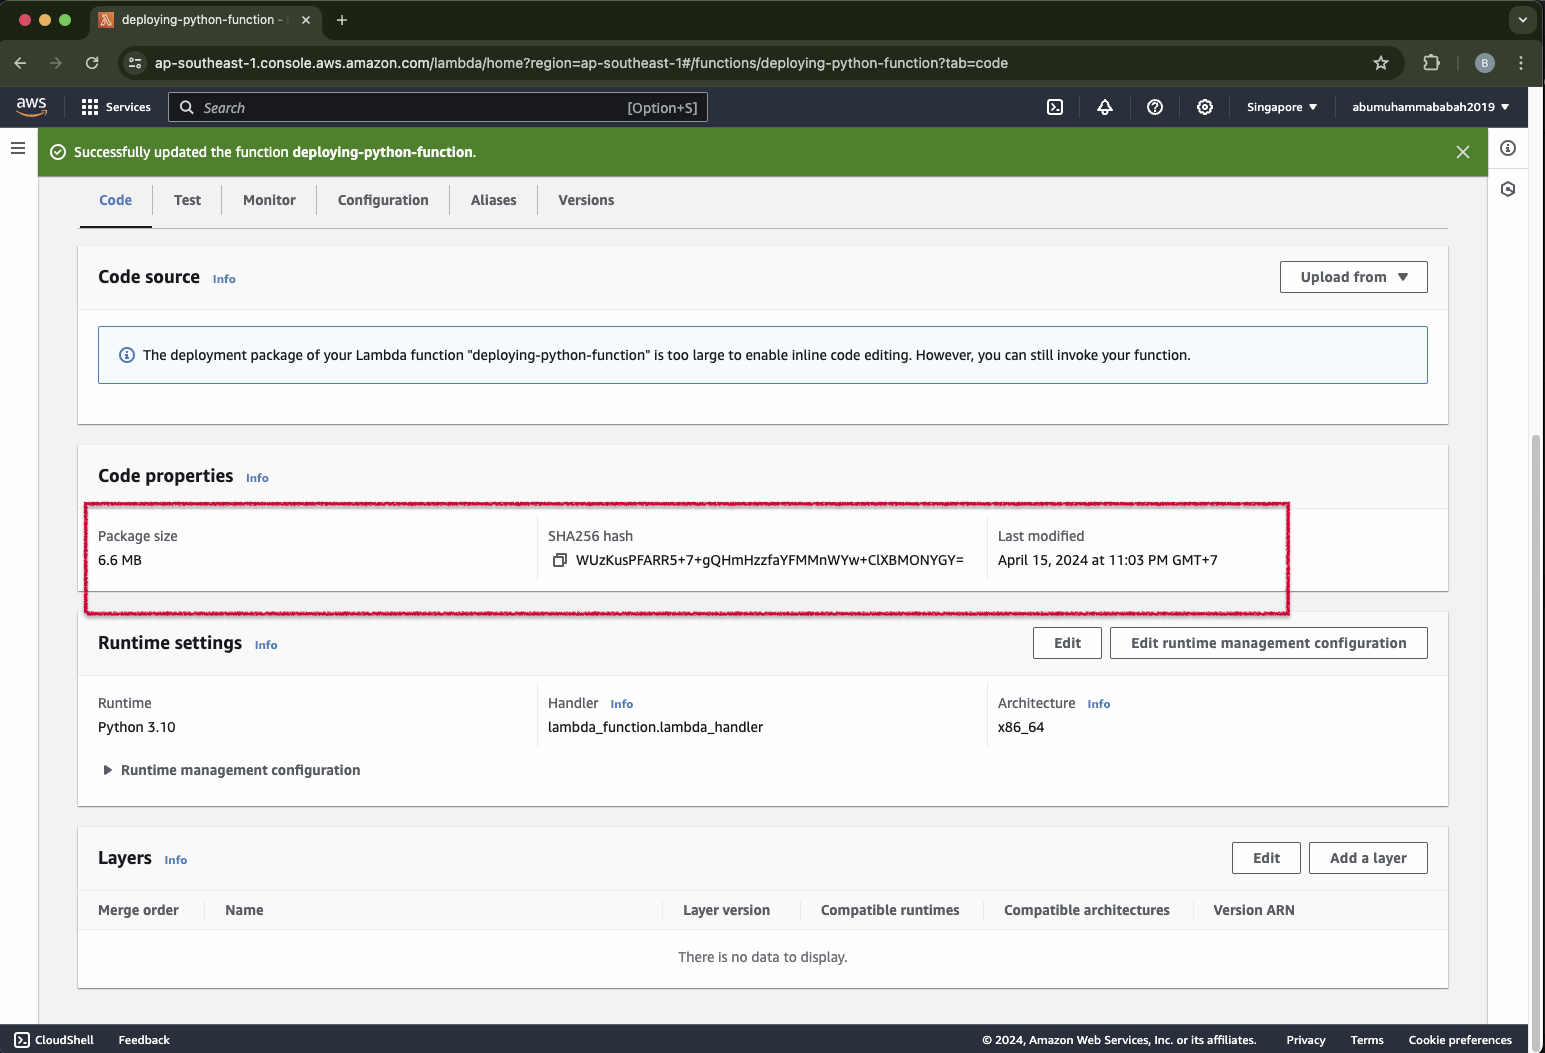 deploying-python-function -
ap-southeast-1.console.aws.amazon.com/lambda/home?region=ap-southeast-1#/functions/deploying-python-function?tab=code
B
aws Services Search [Option+S] Singapore abumuhammababah2019
Successfully updated the function deploying-python-function.
Code Test Monitor Configuration Aliases Versions
Code source Info Upload from
The deployment package of your Lambda function "deploying-python-function" is too large to enable inline code editing. However, you can still invoke your function.
Code properties Info
Package size SHA256 hash Last modified
6.6 MB WUzKusPFARR5+7+gQHmHzzfaYFMMnWYw+ClXBMONYGY= April 15, 2024 at 11:03 PM GMT+7
Runtime settings Info Edit Edit runtime management configuration
Runtime Handler Info Architecture Info
Python 3.10 lambda_function.lambda_handler x86_64
Runtime management configuration
Layers Info Edit Add a layer
Merge order Name Layer version Compatible runtimes Compatible architectures Version ARN
There is no data to display.
CloudShell Feedback © 2024, Amazon Web Services, Inc. or its affiliates. Privacy Terms Cookie preferences